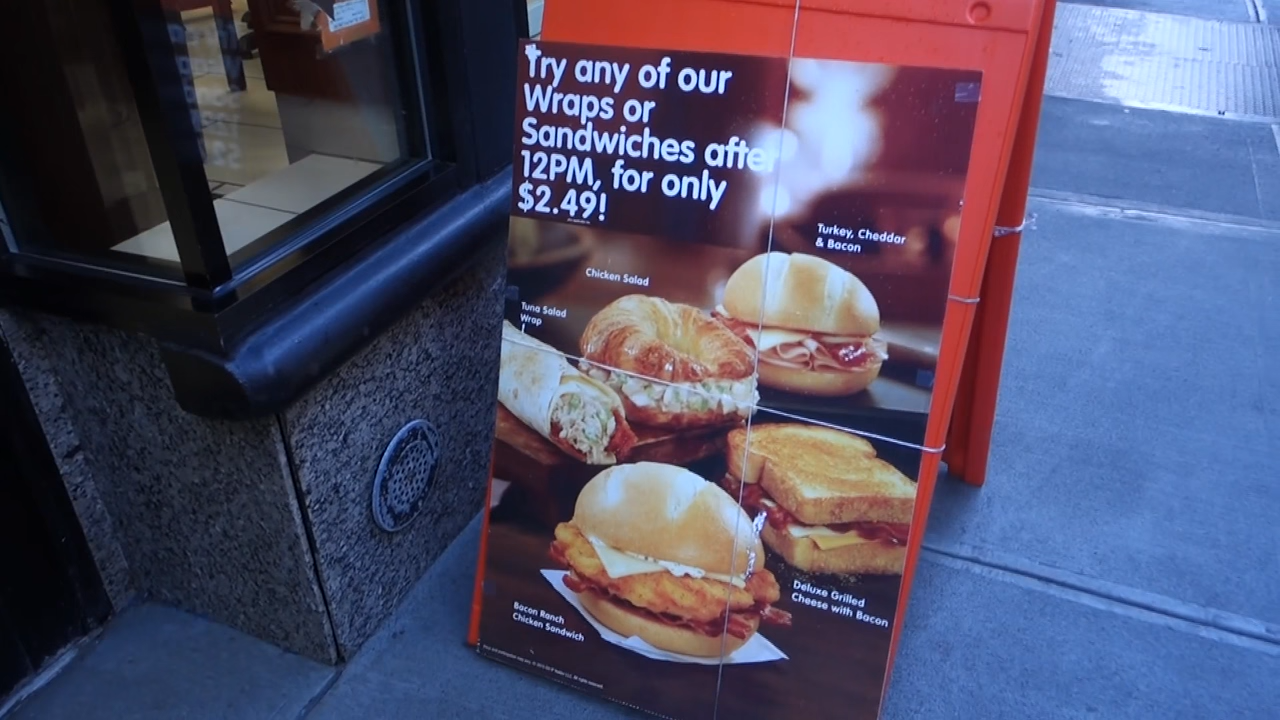 Try any of our
Wraps or
Sandwiches after
12PM, for only
$2.49!
Turkey, Cheddar
& Bacon
Chicken Salad
Tuna Salad
Wrap
Deluxe Grilled
Cheese with Bacon
Bacon Ranch
Chicken Sandwich